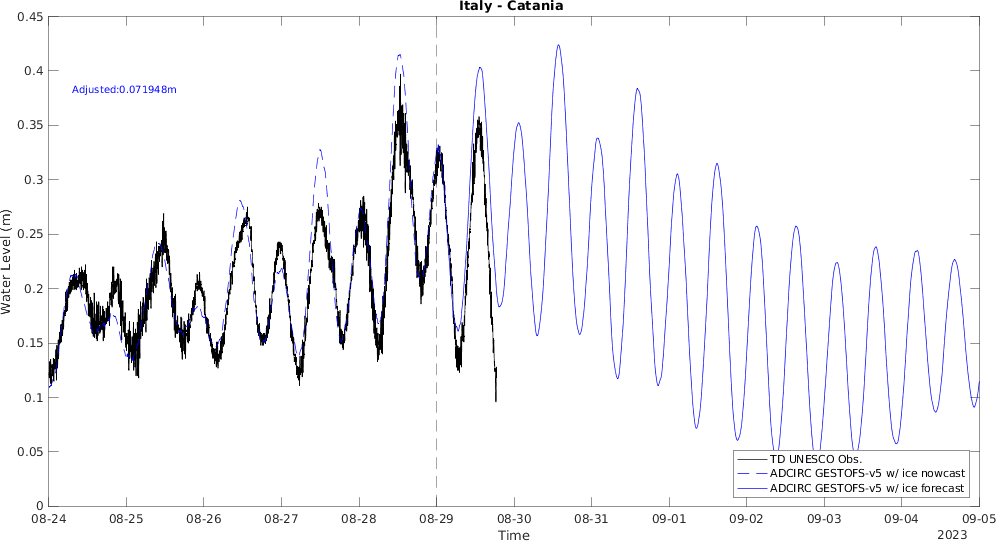 Italy - Catania
Adjusted:0.071948m
Water Level (m)
0.45
0.4
0.35
0.3
0.25
0.2
0.15
0.1
0.05
0
08-24 08-25 08-26 08-27 08-28 08-29 08-30 08-31 09-01 09-02 09-03 09-04 09-05
Time
2023
TD UNESCO Obs.
ADCIRC GESTOFS-v5 w/ ice nowcast
ADCIRC GESTOFS-v5 w/ ice forecast